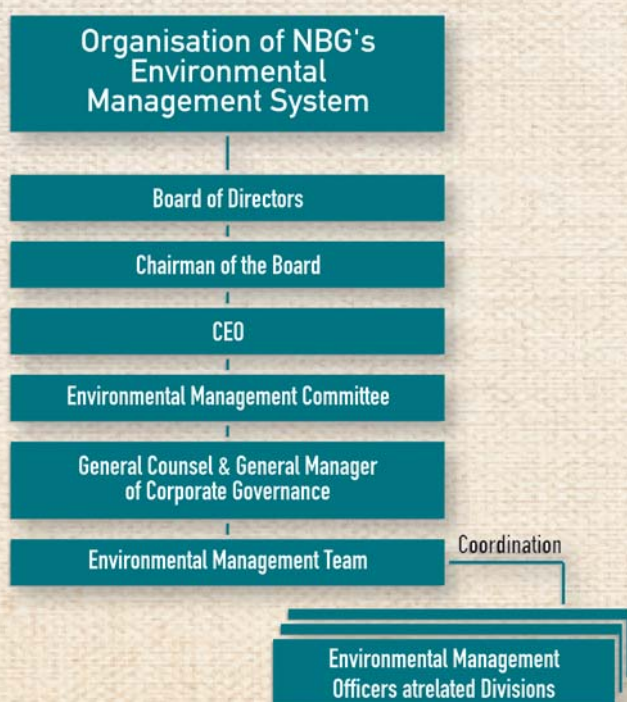 Organisation of NBG's
Environmental
Management System
Board of Directors
Chairman of the Board
CEO
Environmental Management Committee
General Counsel & General Manager
of Corporate Governance
Environmental Management Team
Coordination
Environmental Management
Officers atrelated Divisions